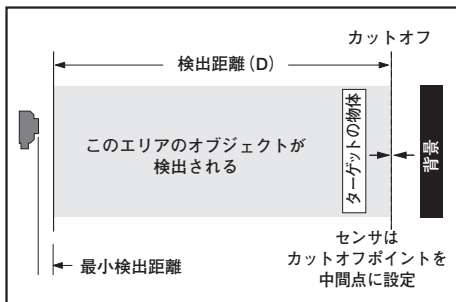 カットオフ
検出距離(D)
このエリアのオブジェクトが
検出される
ターゲットの物体
背景
最小検出距離
センサは
カットオフポイントを
中間点に設定